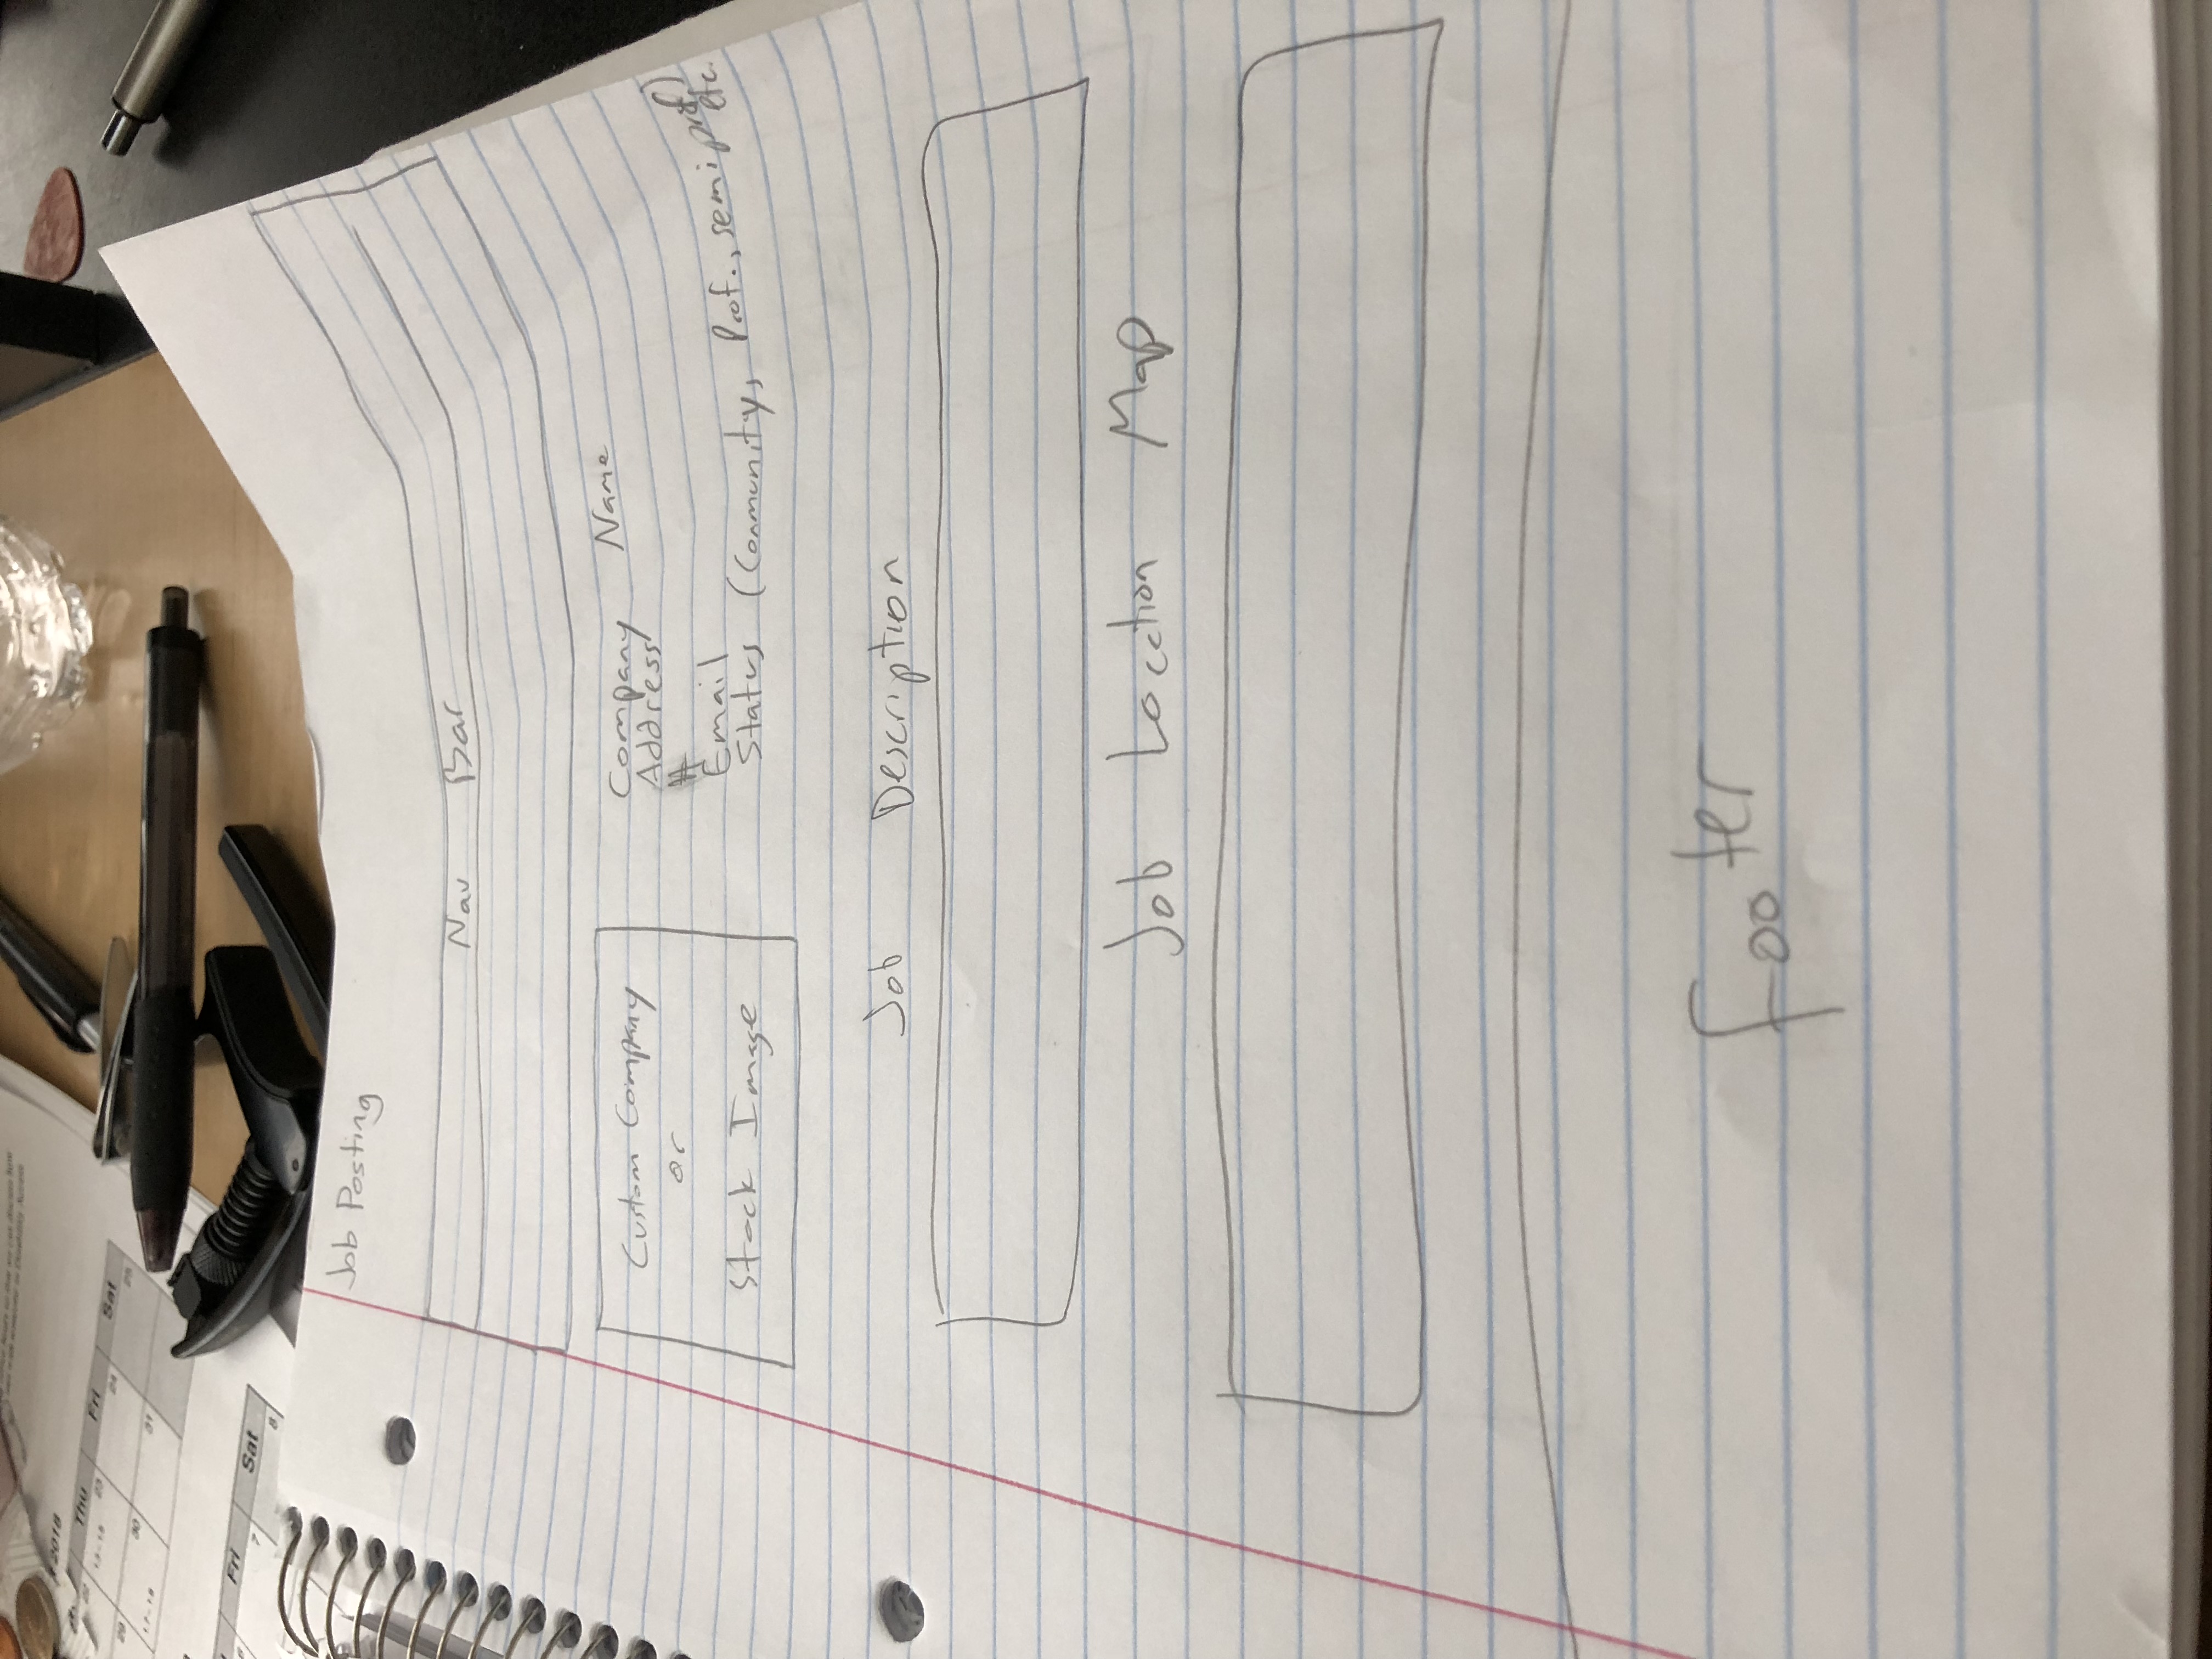 2018
Thu Fri Sat
22 13-15 23 24 25
29 30 31
17-18
Fri Sat
6 7 8
Job Posting
Nav Bar
Custom Company
or
Stock Image
Company Name
Address
#
Email
Status (Community, Prof., semi prof)
etc.
Job Description
Job Location Map
Footer